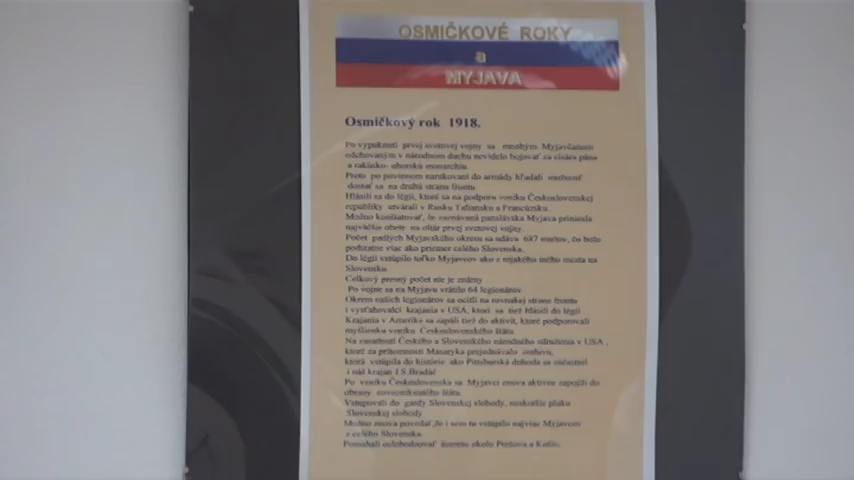 OSMIČKOVÉ ROKY
a
MYJAVA
Osmičkový rok 1918.
Po vypuknutí prvej svetovej vojny sa mnohým Myjavčanom
odchovaným v národnom duchu nevidelo bojovať za cisára pána
a rakúsko-uhorskú monarchiu.
Preto po povinnom narukovaní do armády hľadali možnosť
dostať sa na druhú stranu frontu.
Hlásili sa do légií, ktoré sa na podporu vzniku Československej
republiky utvárali v Rusku Taliansku a Francúzsku.
Možno konštatovať, že zaznávaná panslávska Myjava priniesla
najväčšie obete na oltár prvej svetovej vojny.
Počet padlých Myjavského okresu sa udáva 687 mužov, čo bolo
podstatne viac ako priemer celého Slovenska.
Do légií vstúpilo toľko Myjavcov ako z nijakého iného mesta na
Slovensku.
Celkový presný počet nie je známy
Po vojne sa na Myjavu vrátilo 64 legionárov.
Okrem našich legionárov sa ocitli na rovnakej strane frontu
i vysťahovalci krajania v USA, ktorí sa tiež hlásili do légií
Krajania v Amerike sa zapáli tiež do aktivít, ktoré podporovali
myšlienku vzniku Československého štátu.
Na zasadnutí Českého a Slovenského národného združenia v USA ,
ktoré za prítomnosti Masaryka prejednávalo zmluvu,
ktorá vstúpila do histórie ako Pittsburská dohoda sa zúčastnil
i náš krajan J.S.Bradáč
Po vzniku Československa sa Myjavci znova aktívne zapojili do
obrany novovzniknutého štátu.
Vstupovali do gardy Slovenskej slobody, neskoršie pluku
Slovenskej slobody
Možno znova povedať,že i sem tu vstúpilo najviac Myjavcov
z celého Slovenska.
Pomáhali oslobodzovať územie okolo Prešova a Košíc.